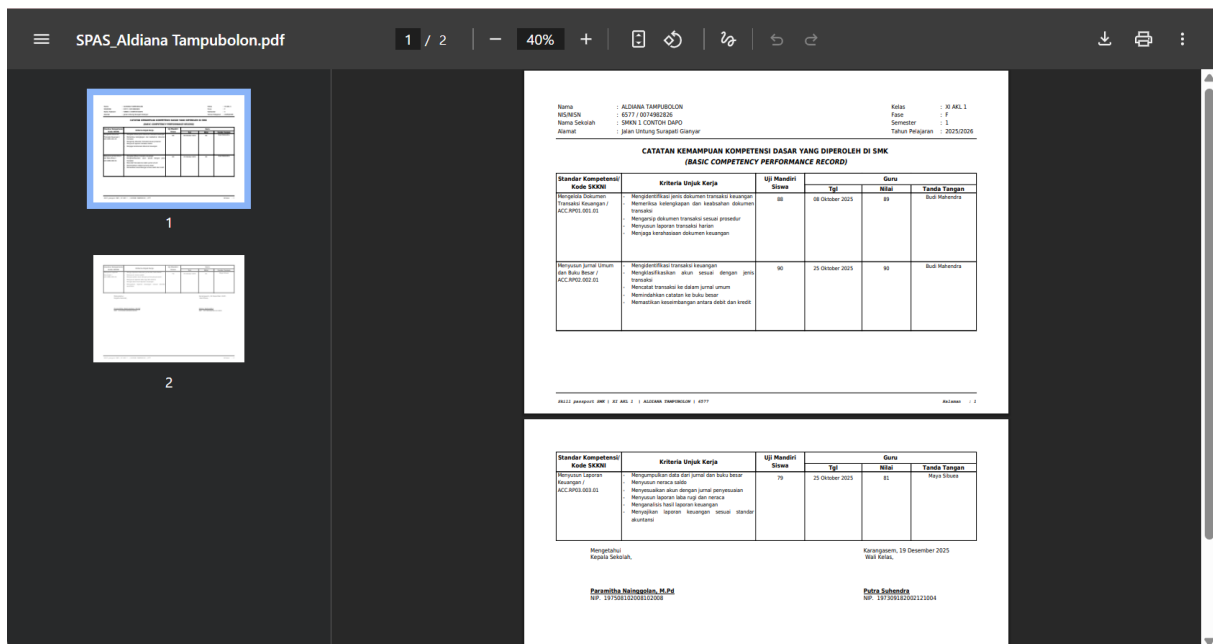 SPAS_Aldiana Tampubolon.pdf
1 / 2
40%
1
2
Nama : ALDIANA TAMPUBOLON Kelas : XI AKL 1
NIS/NISN : 6577 / 0074982826 Fase : F
Nama Sekolah : SMKN 1 CONTOH DAPO Semester : 1
Alamat : Jalan Untung Surapati Gianyar Tahun Pelajaran : 2025/2026
CATATAN KEMAMPUAN KOMPETENSI DASAR YANG DIPEROLEH DI SMK
(BASIC COMPETENCY PERFORMANCE RECORD)
Standar Kompetensi/ Kriteria Unjuk Kerja Uji Mandiri Guru
Kode SKKNI Siswa Tgl Nilai Tanda Tangan
Mengelola Dokumen - Mengidentifikasi jenis dokumen transaksi keuangan 88 08 Oktober 2025 89 Budi Mahendra
Transaksi Keuangan / - Memeriksa kelengkapan dan keabsahan dokumen
ACC.RP01.001.01 transaksi
- Mengarsip dokumen transaksi sesuai prosedur
- Menyusun laporan transaksi harian
- Menjaga kerahasiaan dokumen keuangan
Menyusun Jurnal Umum - Mengidentifikasi transaksi keuangan 90 25 Oktober 2025 90 Budi Mahendra
dan Buku Besar / - Mengklasifikasikan akun sesuai dengan jenis
ACC.RP02.002.01 transaksi
- Mencatat transaksi ke dalam jurnal umum
- Memindahkan catatan ke buku besar
- Memastikan keseimbangan antara debit dan kredit
Skill passport SMK | XI AKL 1 | ALDIANA TAMPUBOLON | 6577 Halaman : 1
Standar Kompetensi/ Kriteria Unjuk Kerja Uji Mandiri Guru
Kode SKKNI Siswa Tgl Nilai Tanda Tangan
Menyusun Laporan - Mengumpulkan data dari jurnal dan buku besar 79 25 Oktober 2025 81 Maya Sibuea
Keuangan / - Menyusun neraca saldo
ACC.RP03.003.01 - Menyesuaikan akun dengan jurnal penyesuaian
- Menyusun laporan laba rugi dan neraca
- Menganalisis hasil laporan keuangan
- Menyajikan laporan keuangan sesuai standar
akuntansi
Mengetahui Karangasem, 19 Desember 2025
Kepala Sekolah, Wali Kelas,
Paramitha Nainggolan, M.Pd Putra Suhendra
NIP. 197508102008102008 NIP. 197309182002121004